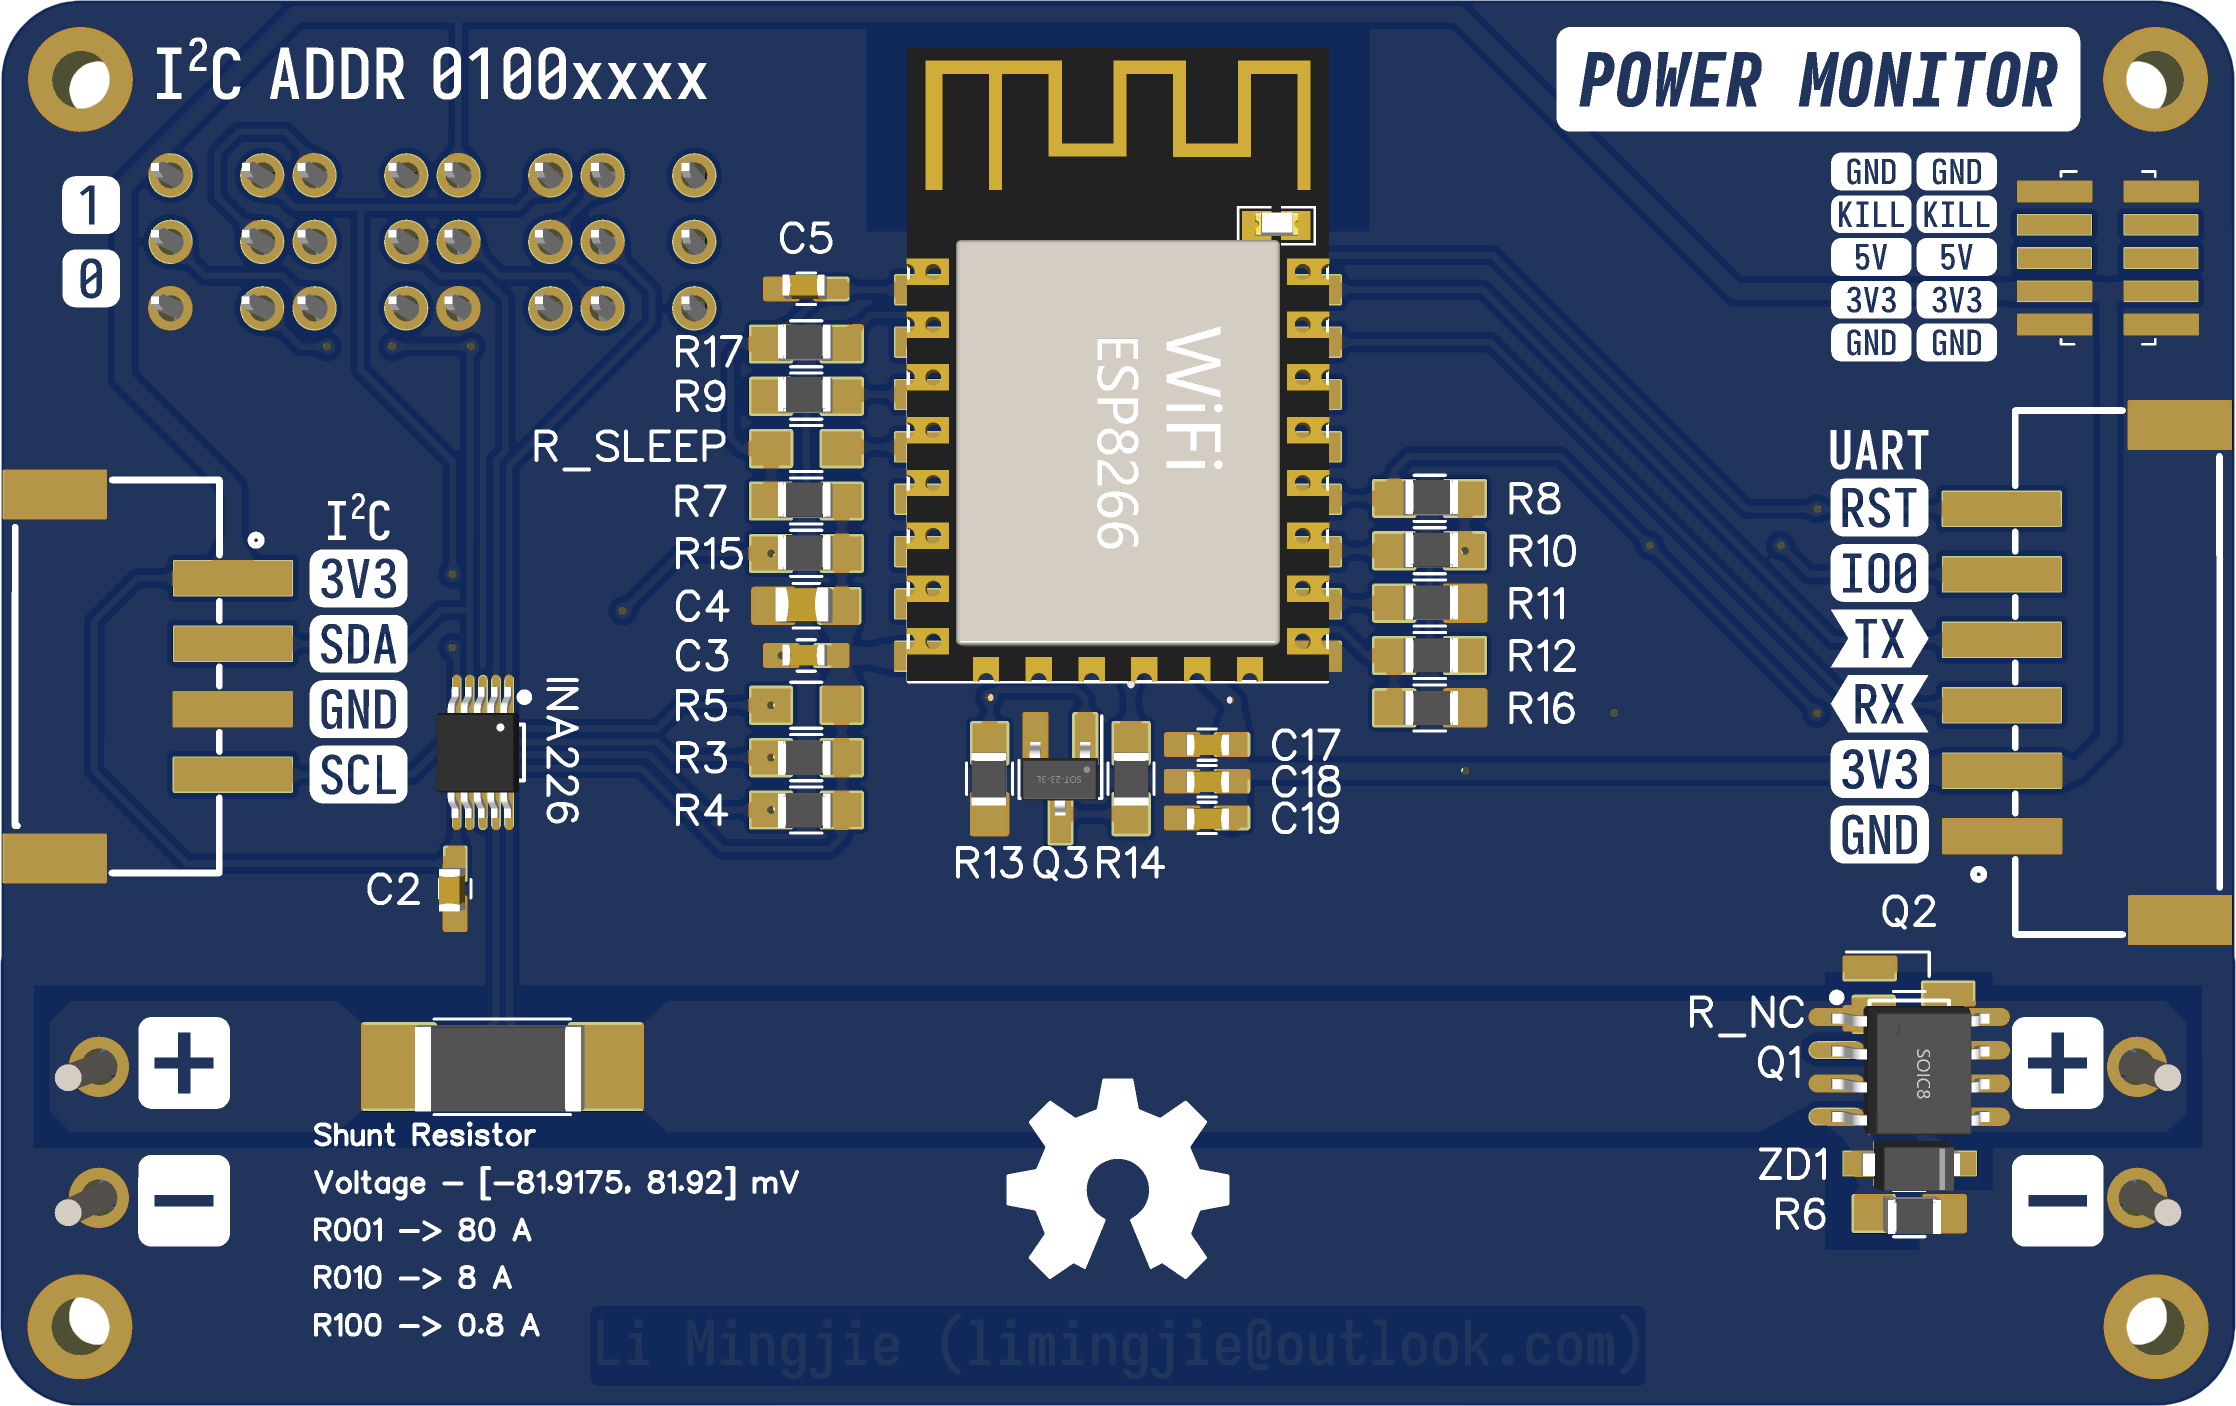 I²C ADDR 0100xxxx
POWER MONITOR
1
0
GND GND
KILL KILL
5V 5V
3V3 3V3
GND GND
C5
R17
R9
R_SLEEP
R7
R15
C4
C3
R5
R3
R4
WiFi
ESP8266
R8
R10
R11
R12
R16
UART
RST
IO0
TX
RX
3V3
GND
I²C
3V3
SDA
GND
SCL
INA226
C2
SOT-23-3L
R13 Q3 R14
C17
C18
C19
Q2
R_NC
Q1
SOIC8
ZD1
R6
+
−
+
−
Shunt Resistor
Voltage - [-81.9175, 81.92] mV
R001 -> 80 A
R010 -> 8 A
R100 -> 0.8 A
Li Mingjie (limingjie@outlook.com)